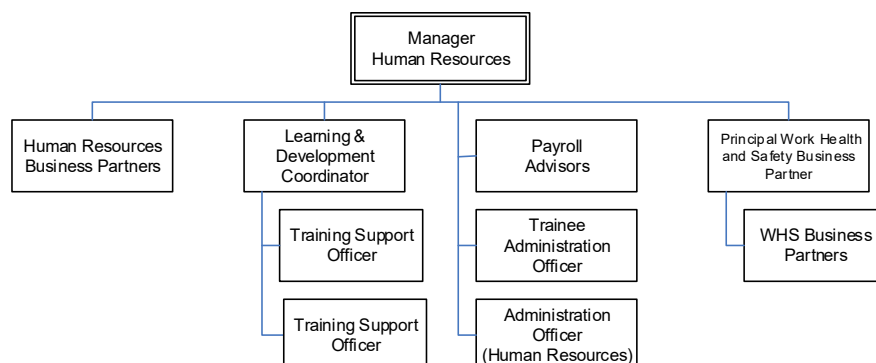 Manager
Human Resources
Human Resources
Business Partners
Learning &
Development
Coordinator
Payroll
Advisors
Principal Work Health
and Safety Business
Partner
Training Support
Officer
Trainee
Administration
Officer
WHS Business
Partners
Training Support
Officer
Administration
Officer
(Human Resources)